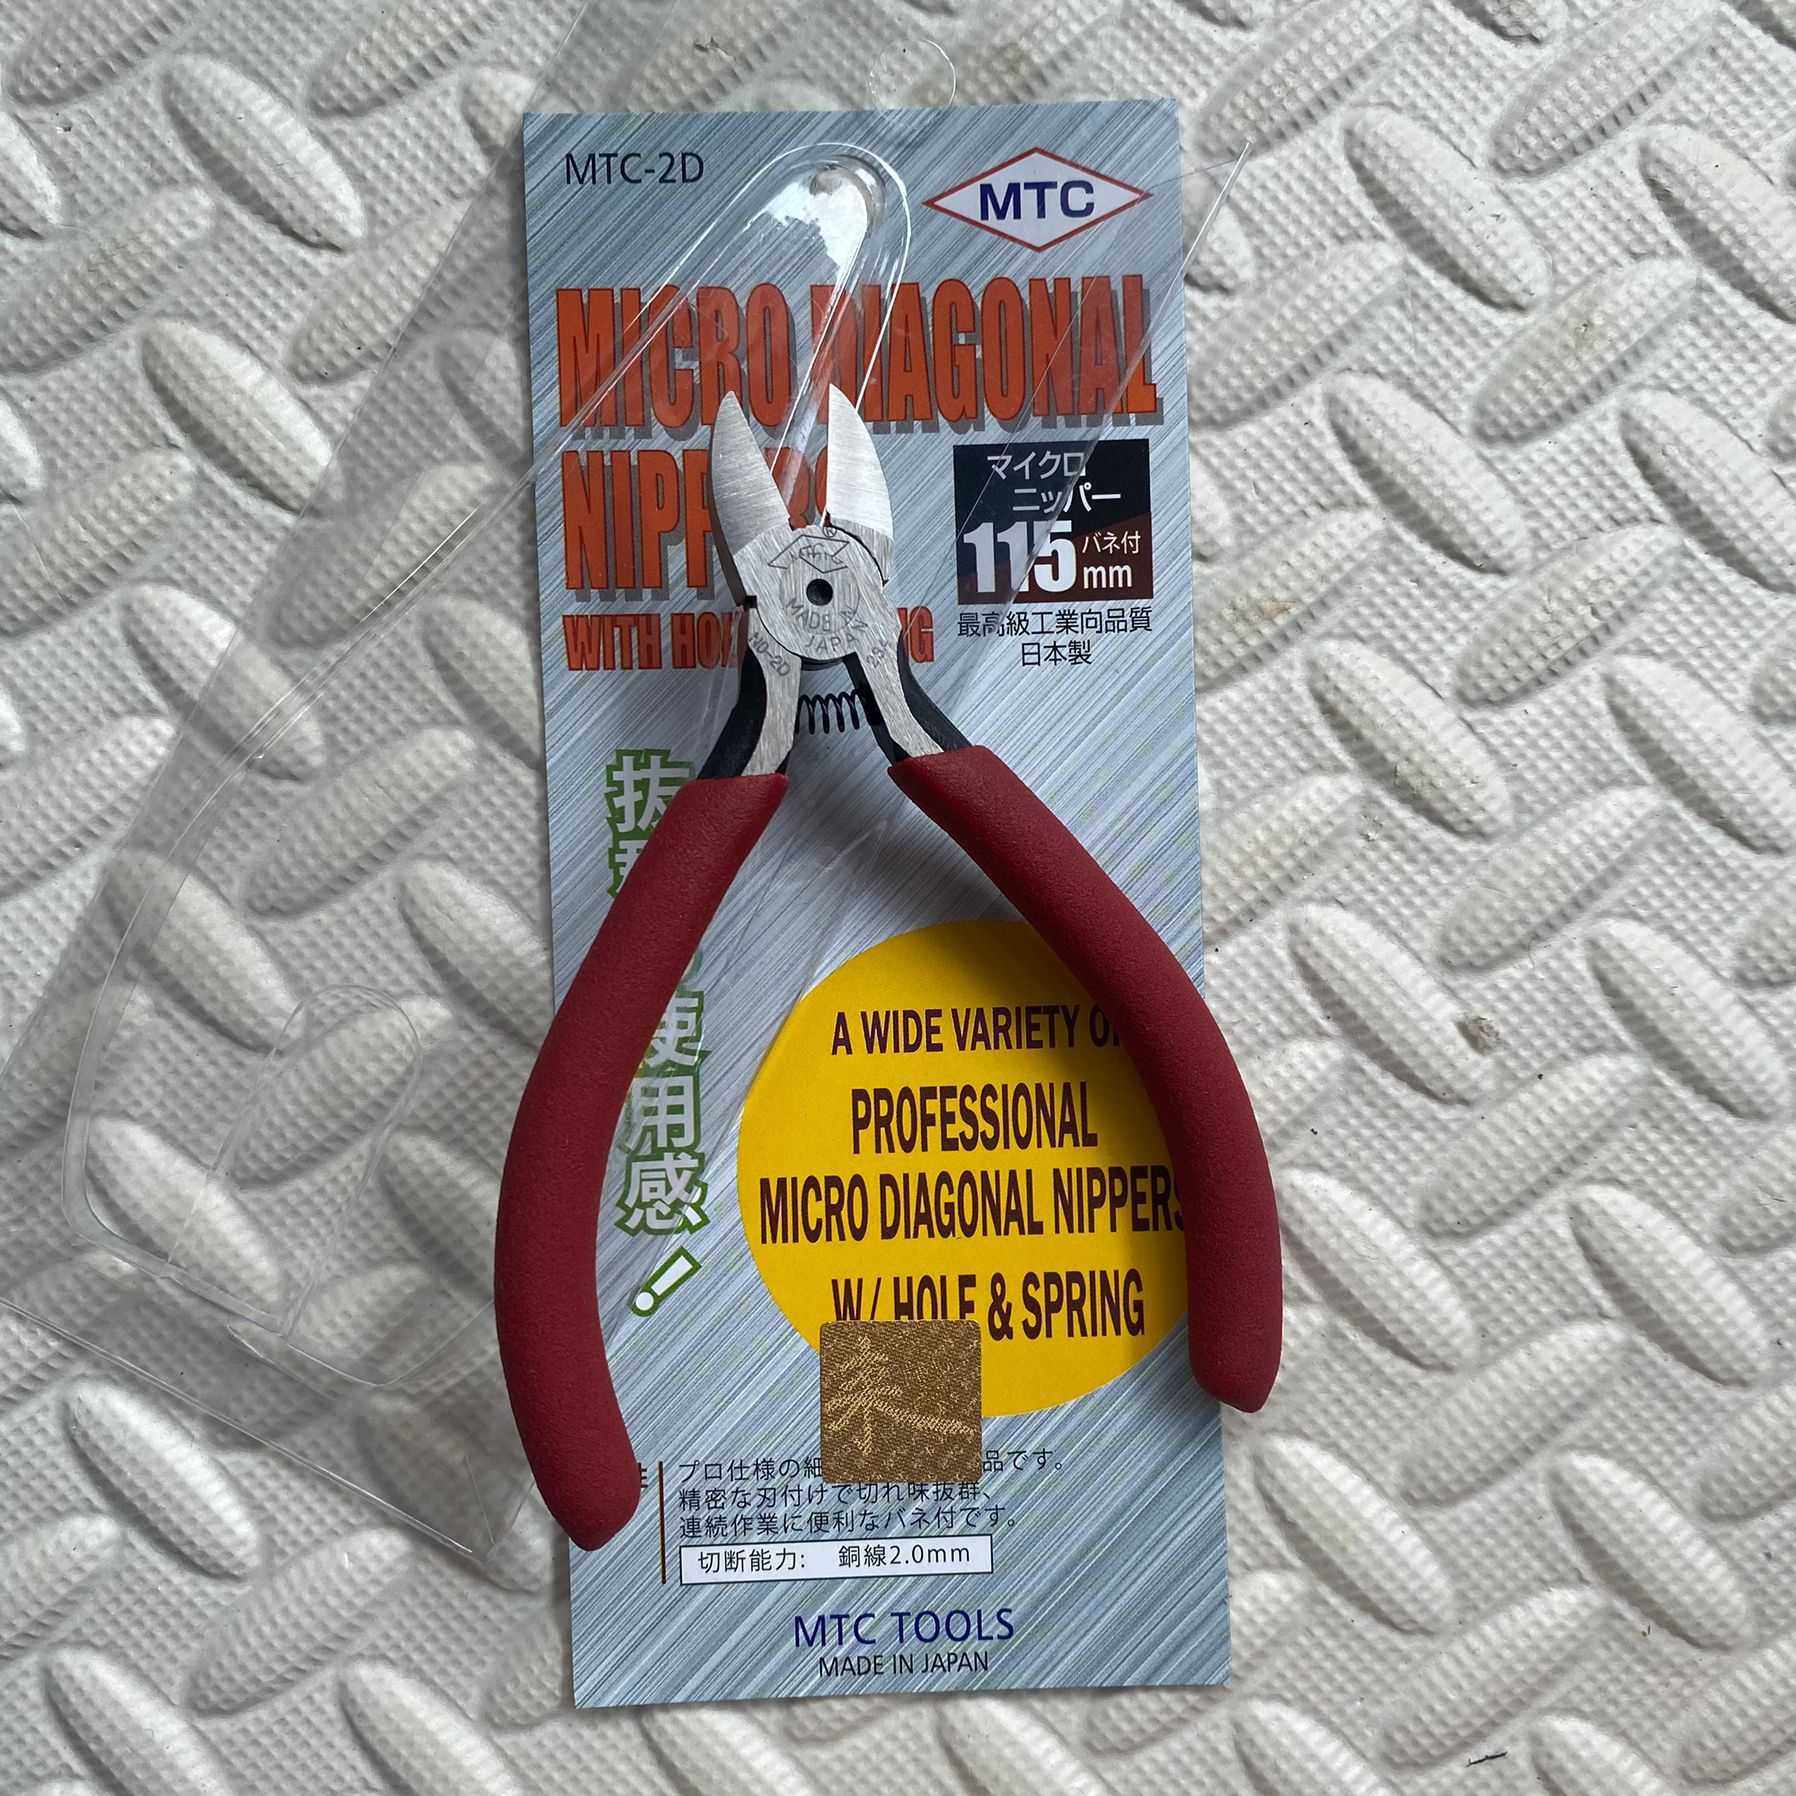 MTC-2D
MTC
MICRO DIAGONAL
NIPP
WITH HO
マイクロ
ニッパー
115
バネ付
mm
最高級工業向品質
日本製
MADE IN
JAPAN
抜
使用感!
A WIDE VARIETY
PROFESSIONAL
MICRO DIAGONAL NIPPERS
W/ HOLE & SPRING
プロ仕様の細
品です。
精密な刃付けで切れ味抜群、
連続作業に便利なバネ付です。
切断能力: 銅線2.0mm
MTC TOOLS
MADE IN JAPAN